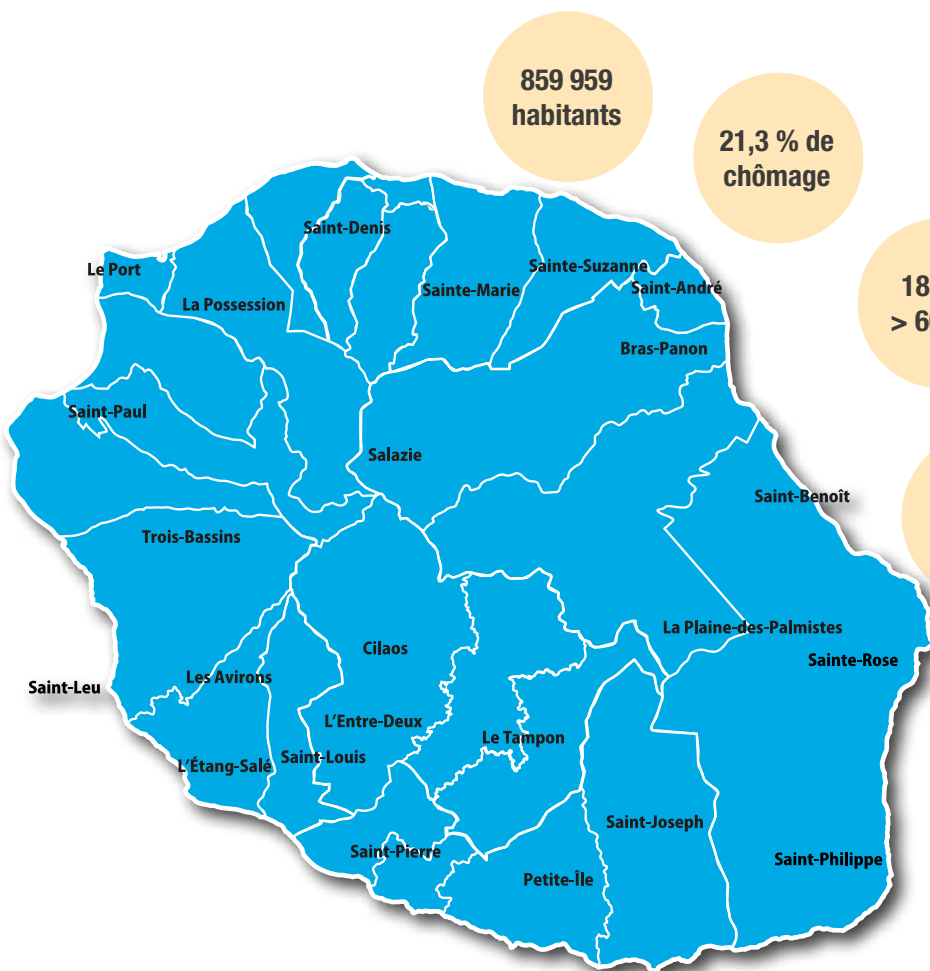 859 959
habitants
21,3 % de
chômage
18
> 6
Saint-Denis
Le Port
La Possession
Sainte-Marie
Sainte-Suzanne
Saint-André
Bras-Panon
Saint-Paul
Salazie
Saint-Benoît
Trois-Bassins
La Plaine-des-Palmistes
Sainte-Rose
Cilaos
Les Avirons
Saint-Leu
L'Entre-Deux
Le Tampon
Saint-Louis
L'Étang-Salé
Saint-Joseph
Saint-Pierre
Saint-Philippe
Petite-Île